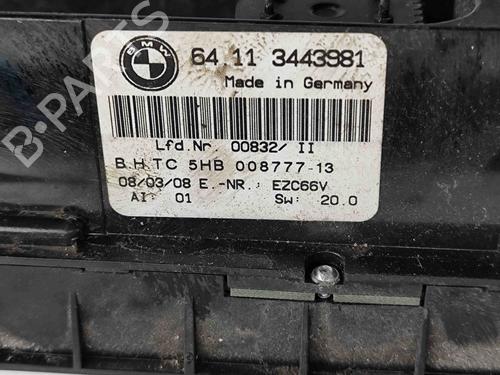 BMW
64.11 3443981
Made in Germany
Lfd.Nr. 00832/ II
B.H.TC 5HB 008777-13
08/03/08 E.-NR.: EZC66V
AI: 01 Sw: 20.0
B-PARTS